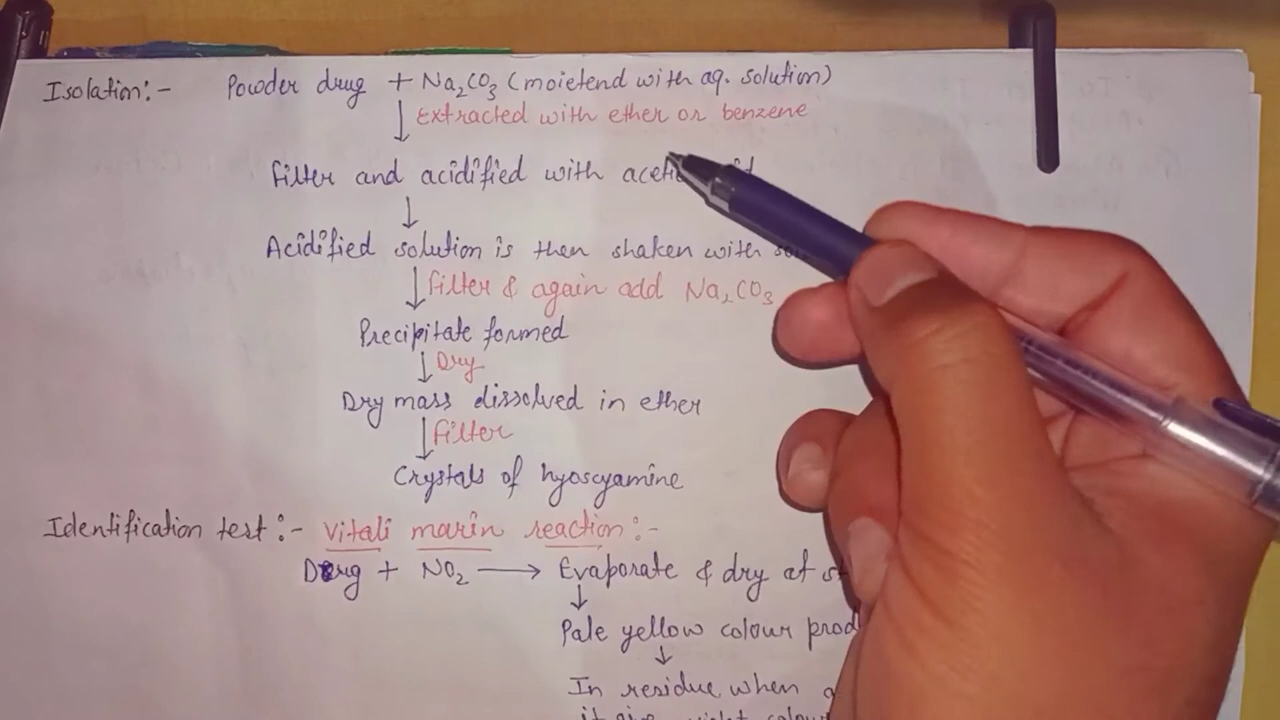 Isolation:- Powder drug + Na2CO3 (moietend with aq. solution)
↓ Extracted with ether or benzene
Filter and acidified with
↓
Acidified solution is then shaken with
↓ Filter & again add Na2CO3
Precipitate formed
↓ Dry
Dry mass dissolved in ether
↓ Filter
Crystals of hyoscyamine
Identification test:- Vitali marin reaction:-
Drug + NO2 → Evaporate & dry at
↓
Pale yellow colour
↓
In residue when